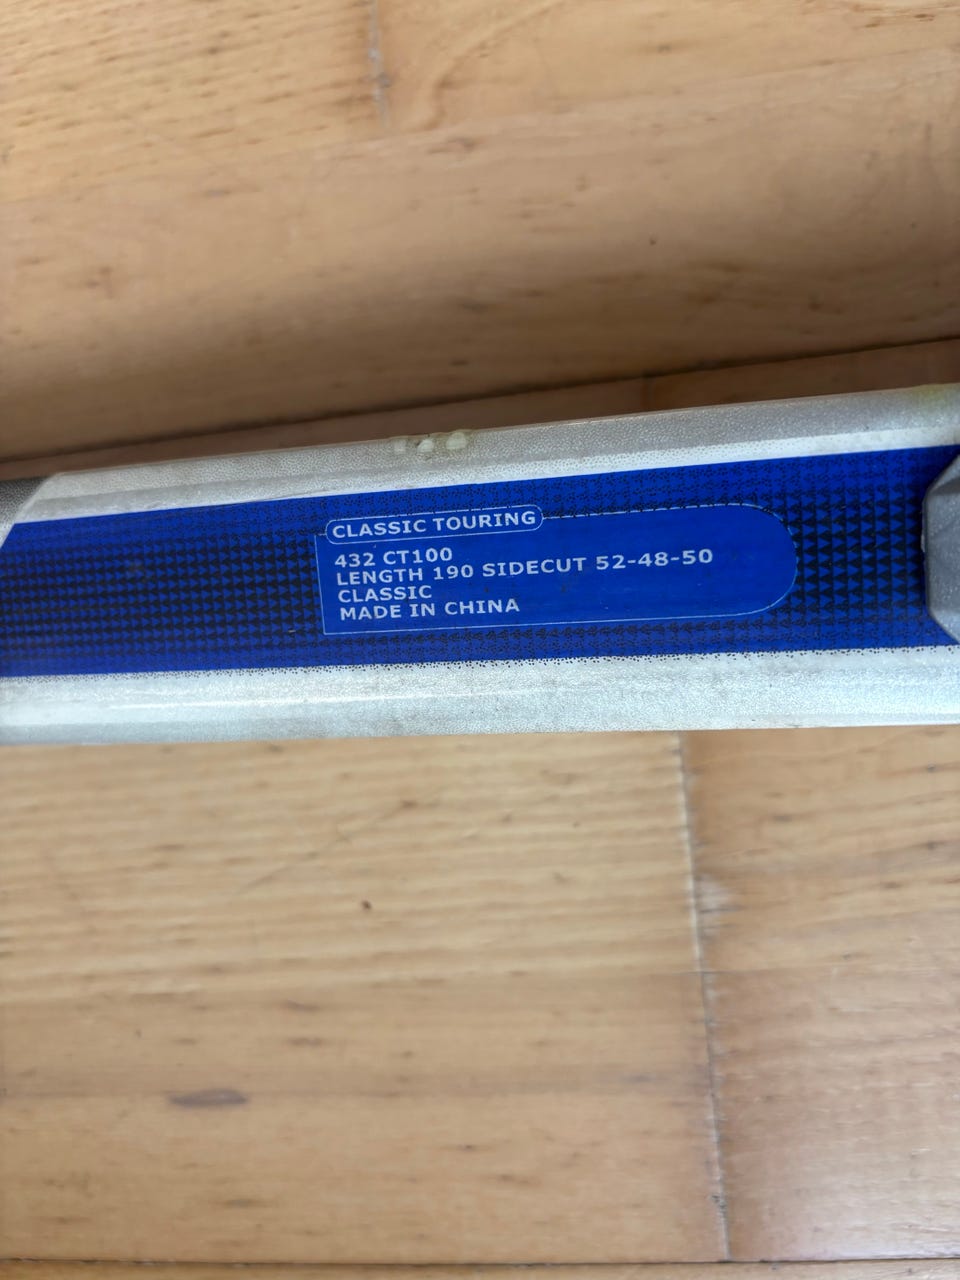 CLASSIC TOURING
432 CT100
LENGTH 190 SIDECUT 52-48-50
CLASSIC
MADE IN CHINA